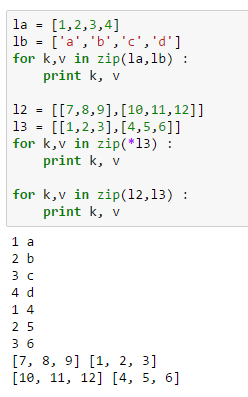 la = [1,2,3,4]
lb = ['a','b','c','d']
for k,v in zip(la,lb) :
    print k, v
l2 = [[7,8,9],[10,11,12]]
l3 = [[1,2,3],[4,5,6]]
for k,v in zip(*l3) :
    print k, v
for k,v in zip(l2,l3) :
    print k, v
1 a
2 b
3 c
4 d
1 4
2 5
3 6
[7, 8, 9] [1, 2, 3]
[10, 11, 12] [4, 5, 6]